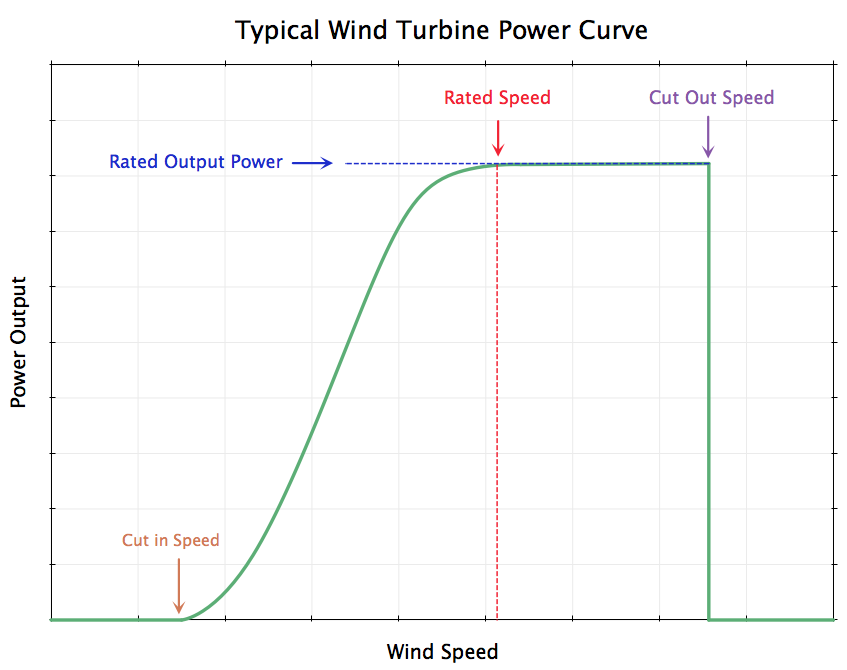 Typical Wind Turbine Power Curve
Rated Speed
Cut Out Speed
Rated Output Power
Power Output
Cut in Speed
Wind Speed